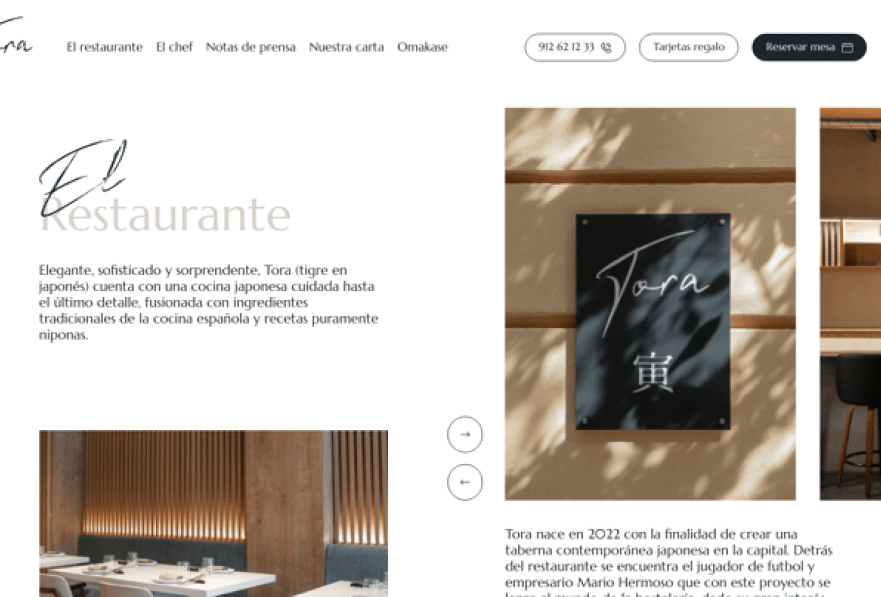 El restaurante El chef Notas de prensa Nuestra carta Omakase
912 62 12 33 Tarjetas regalo Reservar mesa
El
Restaurante
Elegante, sofisticado y sorprendente, Tora (tigre en
japonés) cuenta con una cocina japonesa cuidada hasta
el último detalle, fusionada con ingredientes
tradicionales de la cocina española y recetas puramente
niponas.
Tora
寅
Tora nace en 2022 con la finalidad de crear una
taberna contemporánea japonesa en la capital. Detrás
del restaurante se encuentra el jugador de futbol y
empresario Mario Hermoso que con este proyecto se